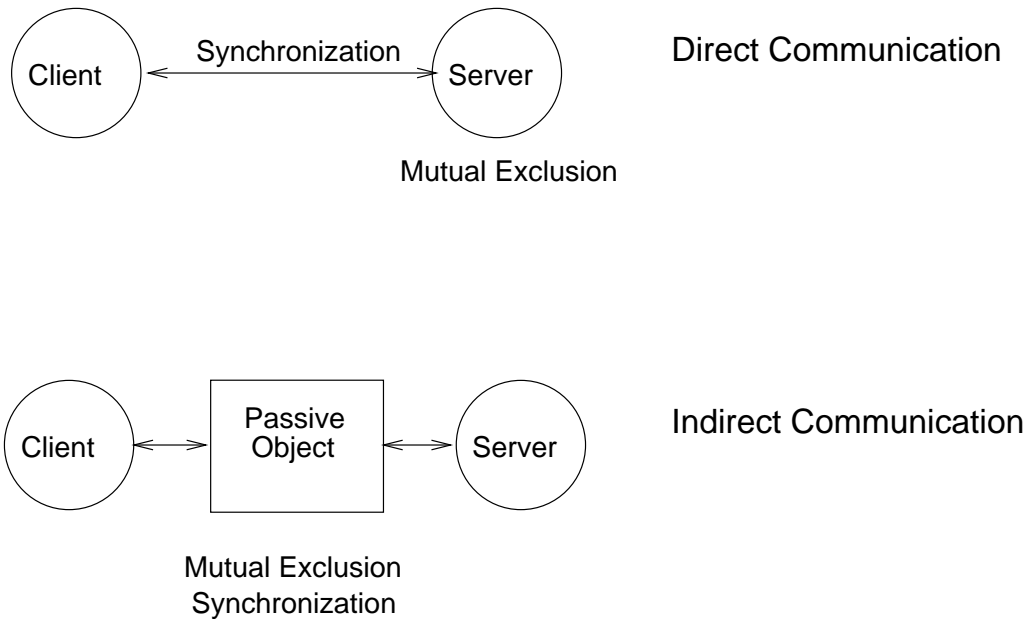 Synchronization
Direct Communication
Client
Server
Mutual Exclusion
Passive
Object
Indirect Communication
Client
Server
Mutual Exclusion
Synchronization